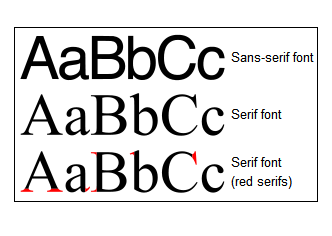 AaBbCc Sans-serif font
AaBbCc Serif font
AaBbCc Serif font
(red serifs)